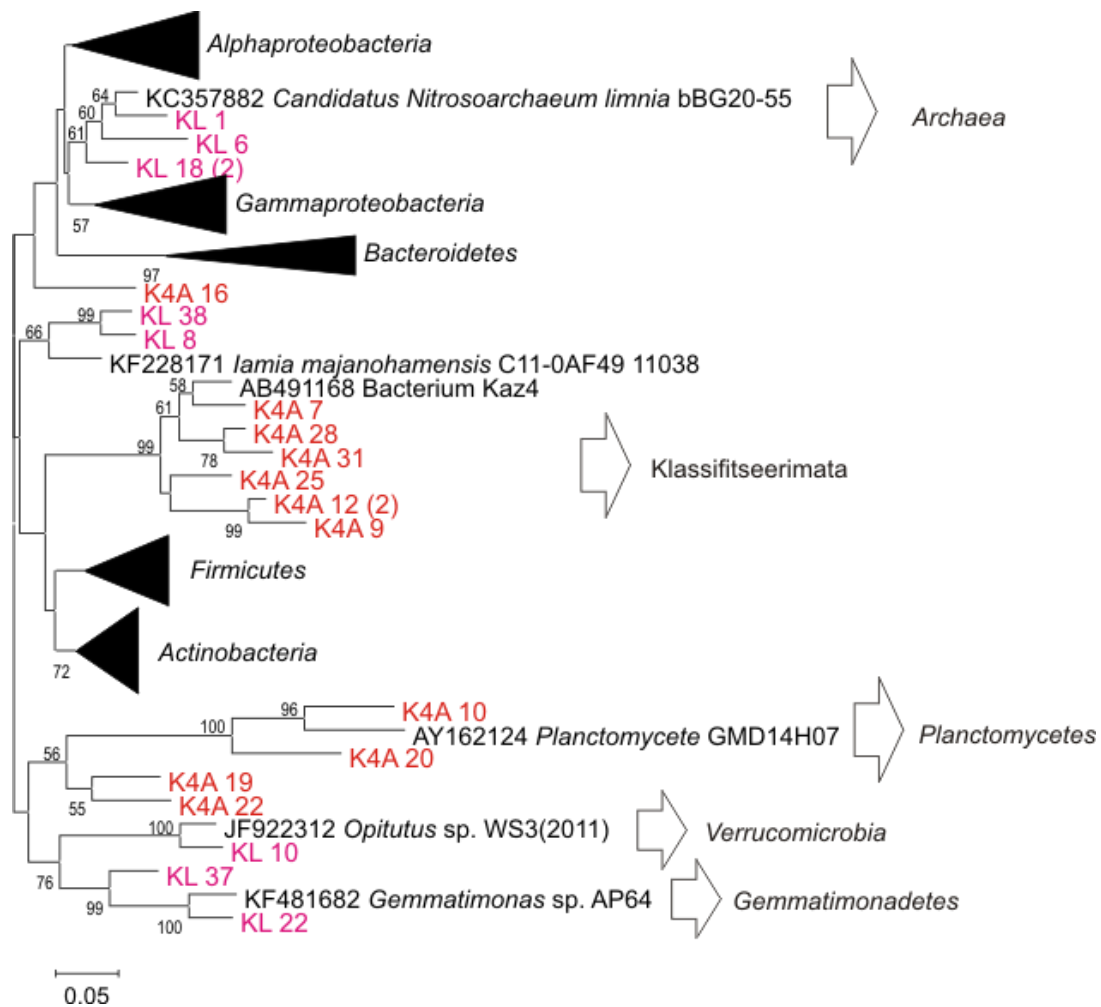 Alphaproteobacteria
64 KC357882 Candidatus Nitrosoarchaeum limnia bBG20-55
60 KL 1
Archaea
61 KL 6
KL 18 (2)
Gammaproteobacteria
57
Bacteroidetes
97
K4A 16
99 KL 38
66 KL 8
KF228171 Iamia majanohamensis C11-0AF49 11038
58 AB491168 Bacterium Kaz4
61 K4A 7
99 K4A 28
78 K4A 31
Klassifitseerimata
K4A 25
K4A 12 (2)
99 K4A 9
Firmicutes
Actinobacteria
72
96 K4A 10
100 AY162124 Planctomycete GMD14H07
Planctomycetes
56 K4A 20
K4A 19
55 K4A 22
100 JF922312 Opitutus sp. WS3(2011)
Verrucomicrobia
KL 10
76 KL 37
99 KF481682 Gemmatimonas sp. AP64
Gemmatimonadetes
100 KL 22
0.05